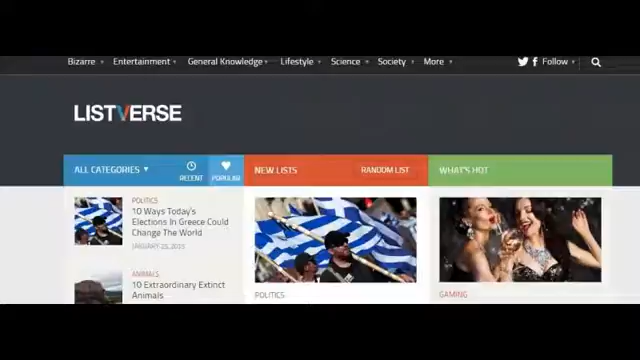 Bizarre Entertainment General Knowledge Lifestyle Science Society More Follow
LISTVERSE
ALL CATEGORIES RECENT POPULAR NEW LISTS RANDOM LIST WHAT'S HOT
POLITICS
10 Ways Today's
Elections In Greece Could
Change The World
JANUARY 25, 2015
ANIMALS
10 Extraordinary Extinct
Animals
POLITICS
GAMING